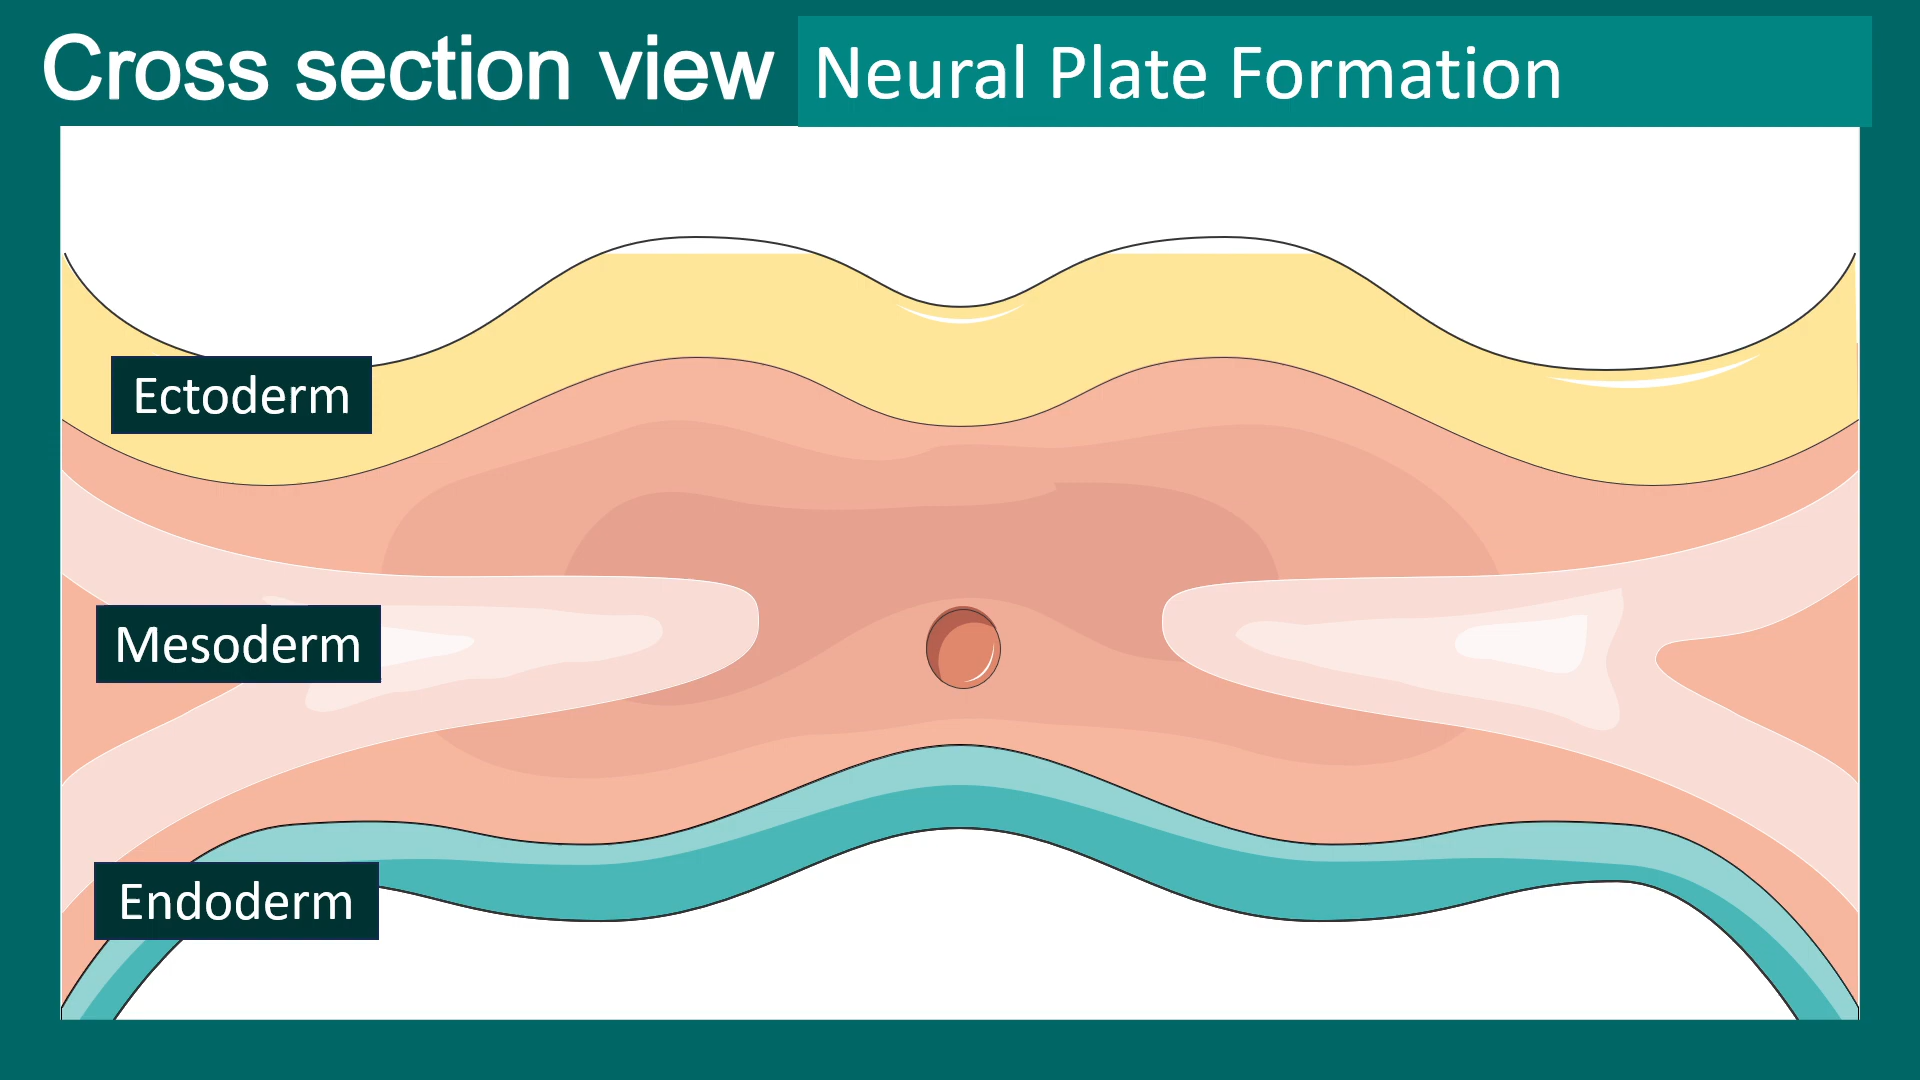 Cross section view Neural Plate Formation
Ectoderm
Mesoderm
Endoderm